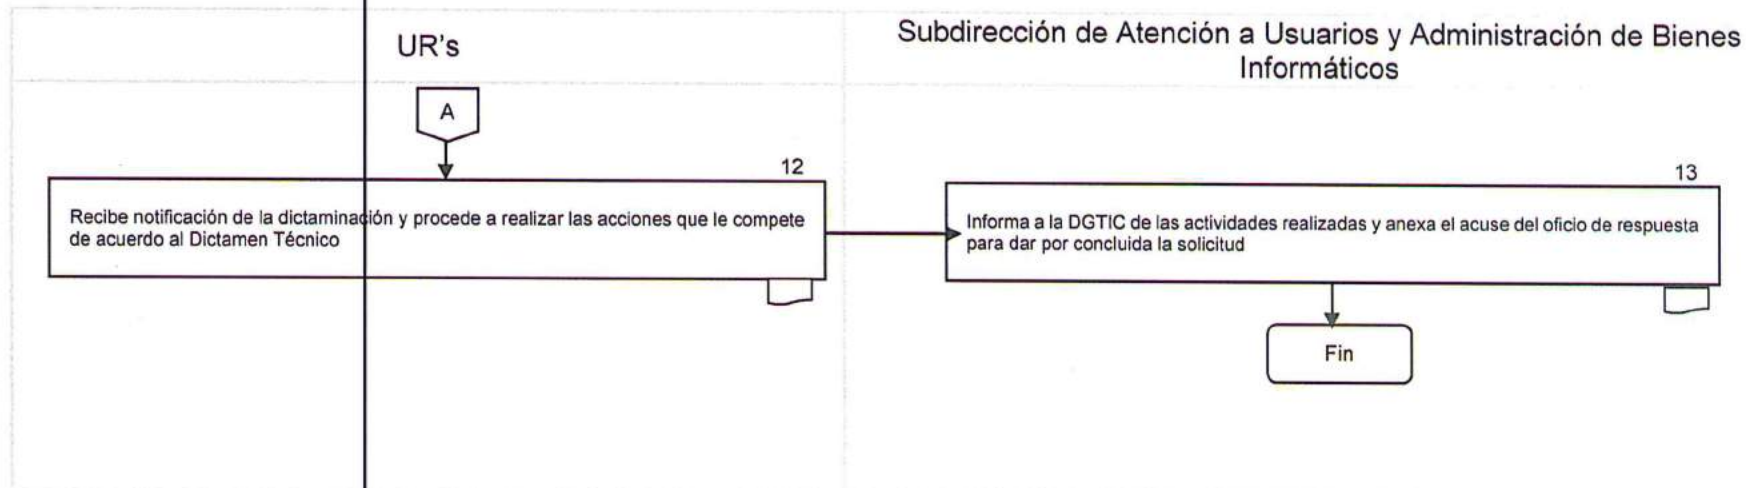 UR's
Subdirección de Atención a Usuarios y Administración de Bienes
Informáticos
A
12
Recibe notificación de la dictaminación y procede a realizar las acciones que le compete
de acuerdo al Dictamen Técnico
13
Informa a la DGTIC de las actividades realizadas y anexa el acuse del oficio de respuesta
para dar por concluida la solicitud
Fin